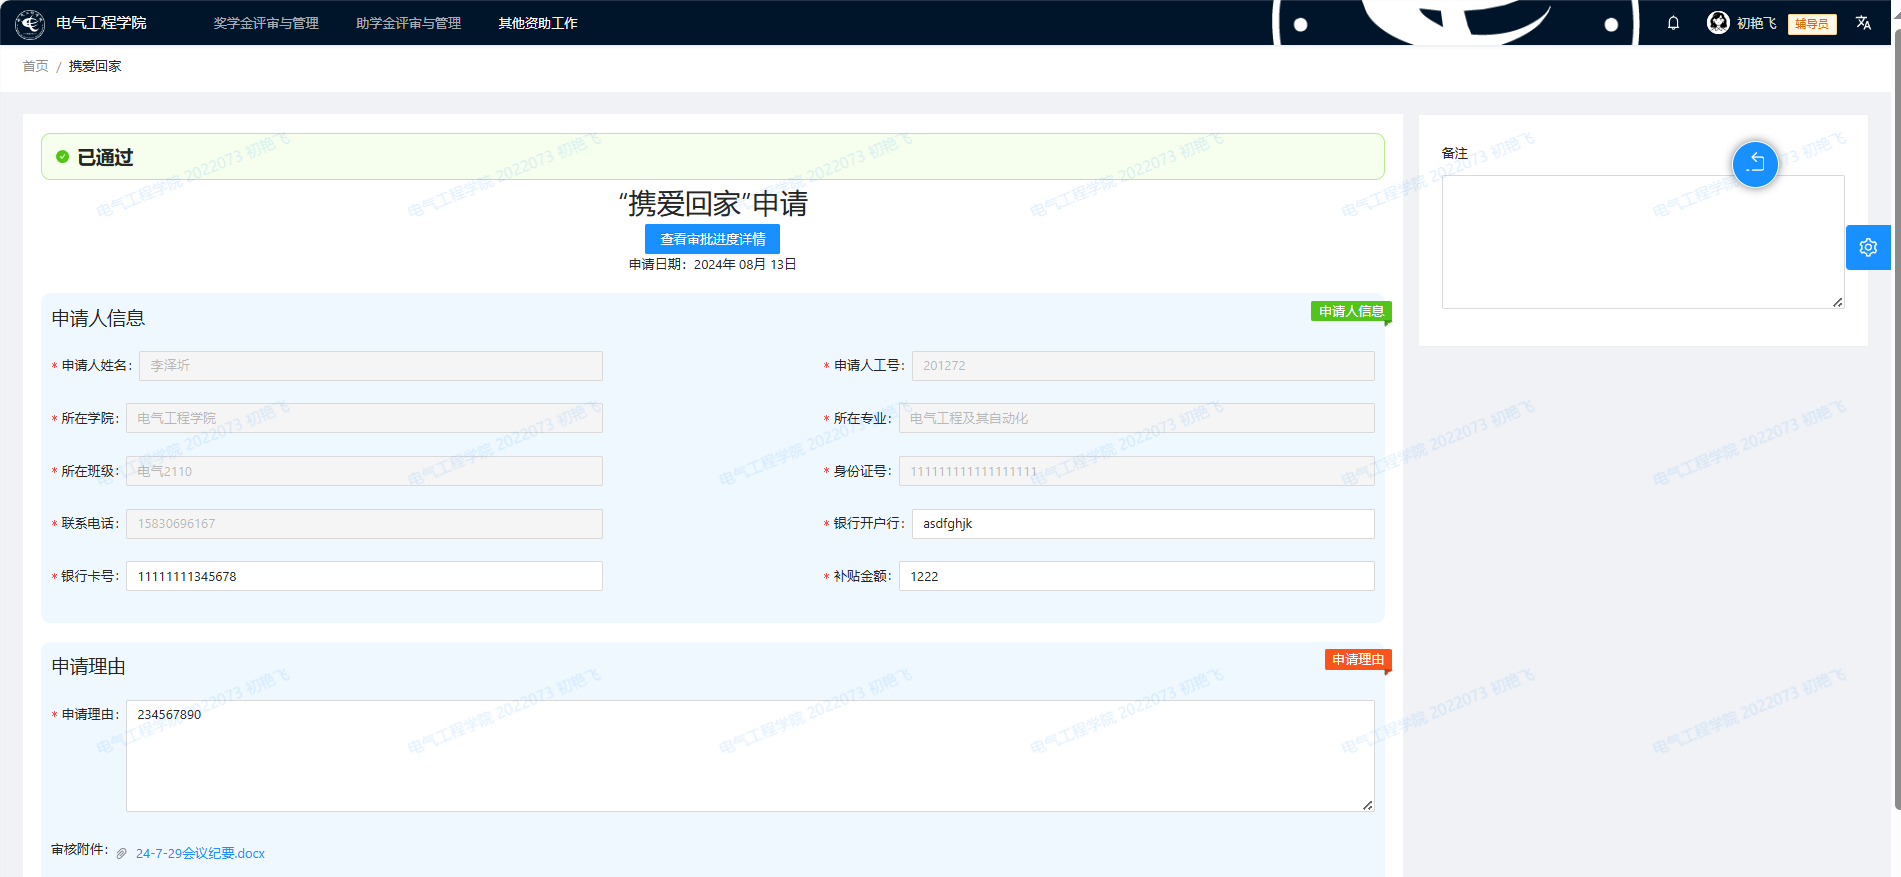 电气工程学院 奖学金评审与管理 助学金评审与管理 其他资助工作 初艳飞 辅导员
首页 / 携爱回家
已通过
“携爱回家”申请
查看审批进度详情
申请日期：2024年 08月 13日
备注
申请人信息 申请人信息
* 申请人姓名： 李泽圻 * 申请人工号： 201272
* 所在学院： 电气工程学院 * 所在专业： 电气工程及其自动化
* 所在班级： 电气2110 * 身份证号： 111111111111111111
* 联系电话： 15830696167 * 银行开户行： asdfghjk
* 银行卡号： 11111111345678 * 补贴金额： 1222
申请理由 申请理由
* 申请理由： 234567890
审核附件： 24-7-29会议纪要.docx
电气工程学院 2022073 初艳飞